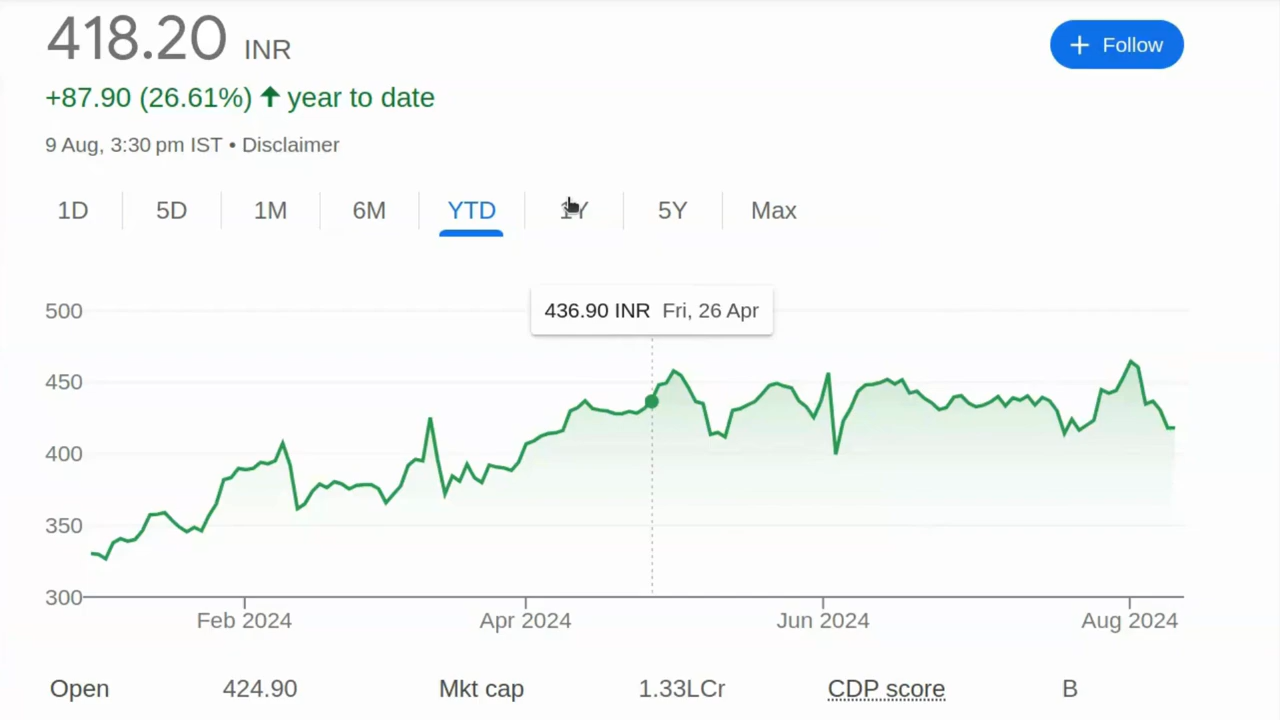 418.20 INR
+ Follow
+87.90 (26.61%) ↑ year to date
9 Aug, 3:30 pm IST • Disclaimer
1D 5D 1M 6M YTD 1Y 5Y Max
436.90 INR Fri, 26 Apr
500
450
400
350
300
Feb 2024 Apr 2024 Jun 2024 Aug 2024
Open 424.90 Mkt cap 1.33LCr CDP score B